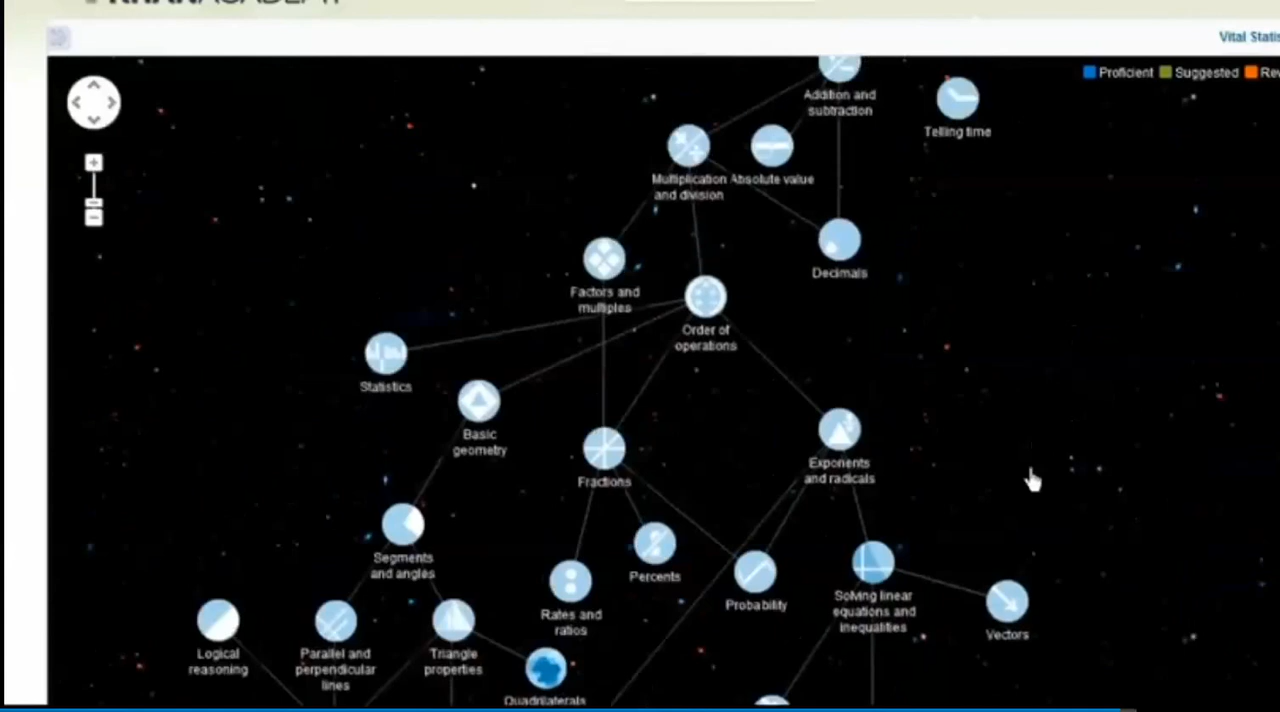 KHANACADEMY
Vital Statis
Proficient
Suggested
Rev
Addition and
subtraction
Telling time
Multiplication
and division
Absolute value
Decimals
Factors and
multiples
Order of
operations
Statistics
Basic
geometry
Fractions
Exponents
and radicals
Segments
and angles
Percents
Rates and
ratios
Probability
Solving linear
equations and
inequalities
Vectors
Logical
reasoning
Parallel and
perpendicular
lines
Triangle
properties
Quadrilaterals